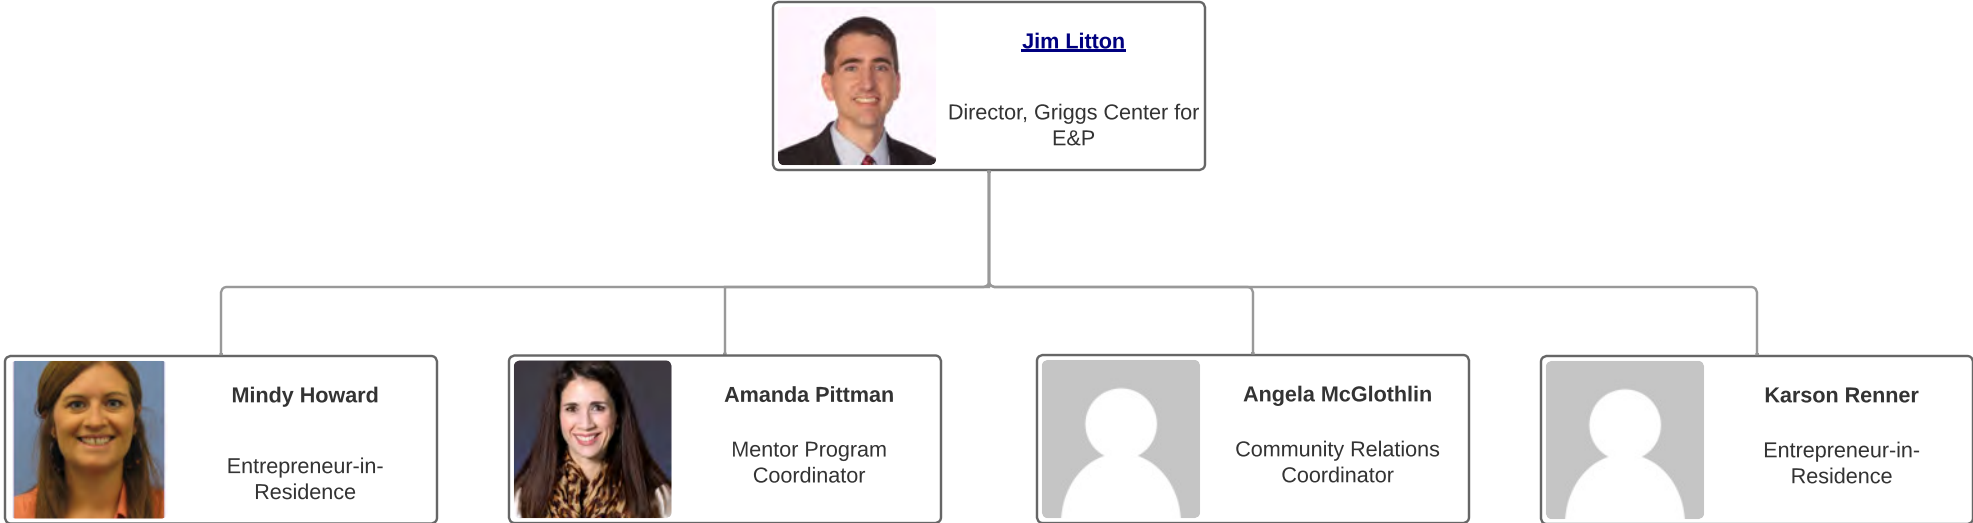 Jim Litton
Director, Griggs Center for
E&P
Mindy Howard
Entrepreneur-in-
Residence
Amanda Pittman
Mentor Program
Coordinator
Angela McGlothlin
Community Relations
Coordinator
Karson Renner
Entrepreneur-in-
Residence